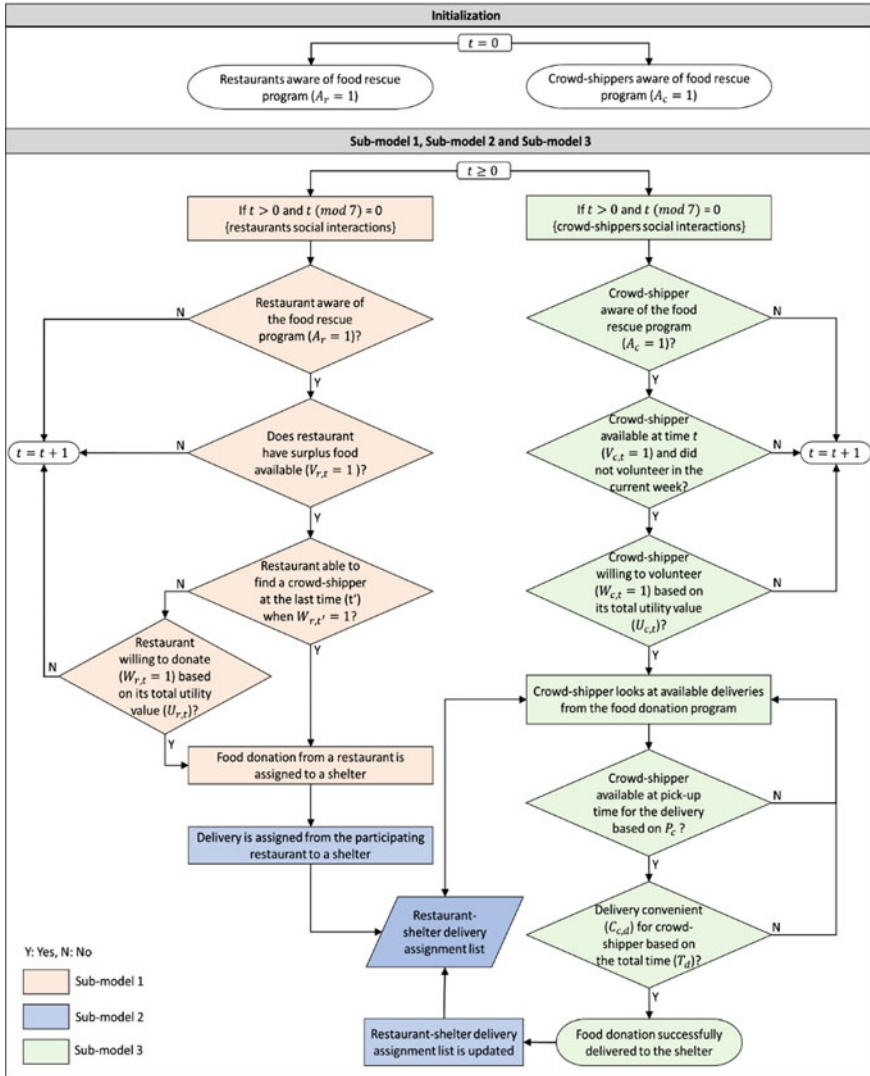 Initialization
t = 0
Restaurants aware of food rescue
program (A_r = 1)
Crowd-shippers aware of food rescue
program (A_c = 1)
Sub-model 1, Sub-model 2 and Sub-model 3
t ≥ 0
If t > 0 and t (mod 7) = 0
{restaurants social interactions}
If t > 0 and t (mod 7) = 0
{crowd-shippers social interactions}
N
Restaurant aware of
the food rescue
program (A_r = 1)?
Y
Crowd-shipper
aware of the food
rescue program
(A_c = 1)?
N
Y
t = t + 1
N
Does restaurant
have surplus food
available (V_{r,t} = 1 )?
Y
Crowd-shipper
available at time t
(V_{c,t} = 1) and did
not volunteer in the
current week?
N
t = t + 1
Y
N
Restaurant able to
find a crowd-shipper
at the last time (t')
when W_{r,t'} = 1?
Y
Crowd-shipper
willing to volunteer
(W_{c,t} = 1) based on
its total utility value
(U_{c,t})?
N
Y
N
Restaurant
willing to donate
(W_{r,t} = 1) based
on its total utility
value (U_{r,t})?
Y
Crowd-shipper looks at available deliveries
from the food donation program
Food donation from a restaurant is
assigned to a shelter
Crowd-shipper
available at pick-up
time for the delivery
based on P_c ?
N
Y
Delivery is assigned from the participating
restaurant to a shelter
Restaurant-
shelter delivery
assignment list
Delivery convenient
(C_{c,d}) for crowd-
shipper based on
the total time (T_d)?
N
Y
Y: Yes, N: No
Sub-model 1
Sub-model 2
Sub-model 3
Restaurant-shelter delivery
assignment list is updated
Food donation successfully
delivered to the shelter